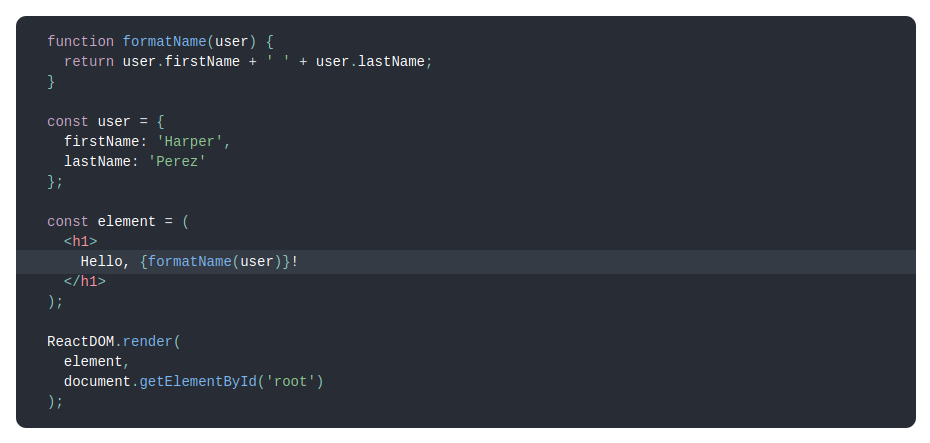 function formatName(user) {
  return user.firstName + ' ' + user.lastName;
}

const user = {
  firstName: 'Harper',
  lastName: 'Perez'
};

const element = (
  <h1>
    Hello, {formatName(user)}!
  </h1>
);

ReactDOM.render(
  element,
  document.getElementById('root')
);